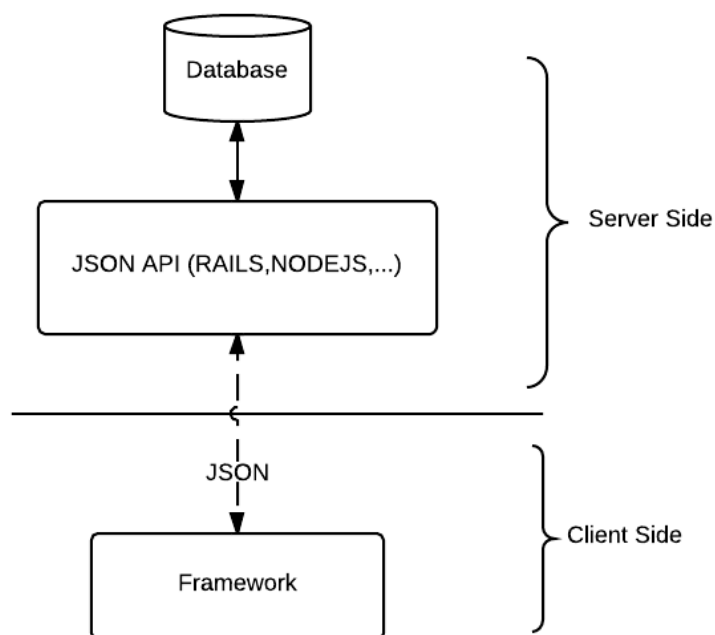 Database
Server Side
JSON API (RAILS,NODEJS,...)
JSON
Client Side
Framework